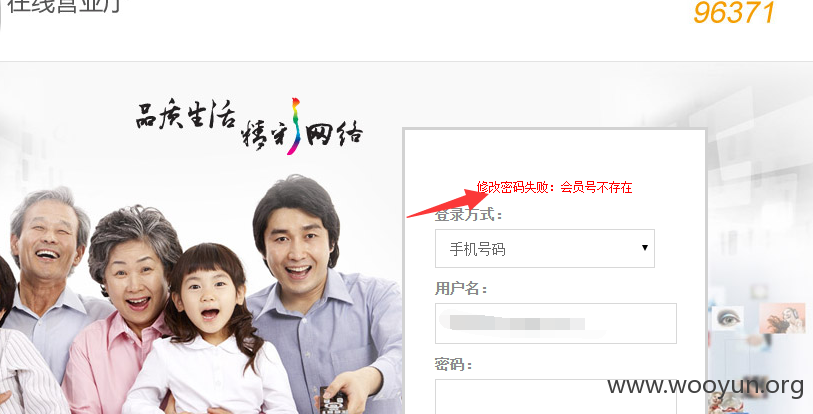 在线营业厅
96371
品质生活
精彩网络
修改密码失败：会员号不存在
登录方式：
手机号码
用户名：
密码：
www.wooyun.org